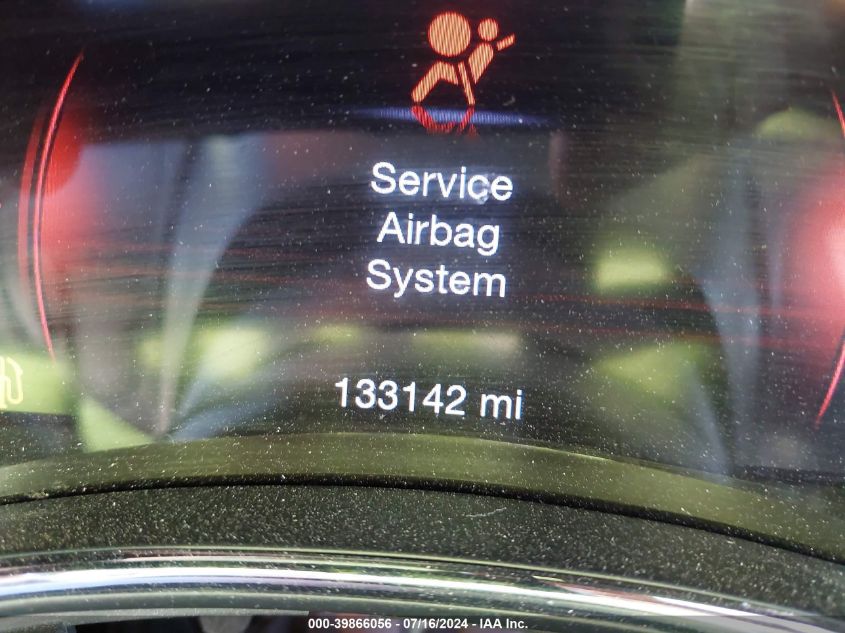 Service
Airbag
System
133142 mi
000-39866056 - 07/16/2024 - IAA Inc.